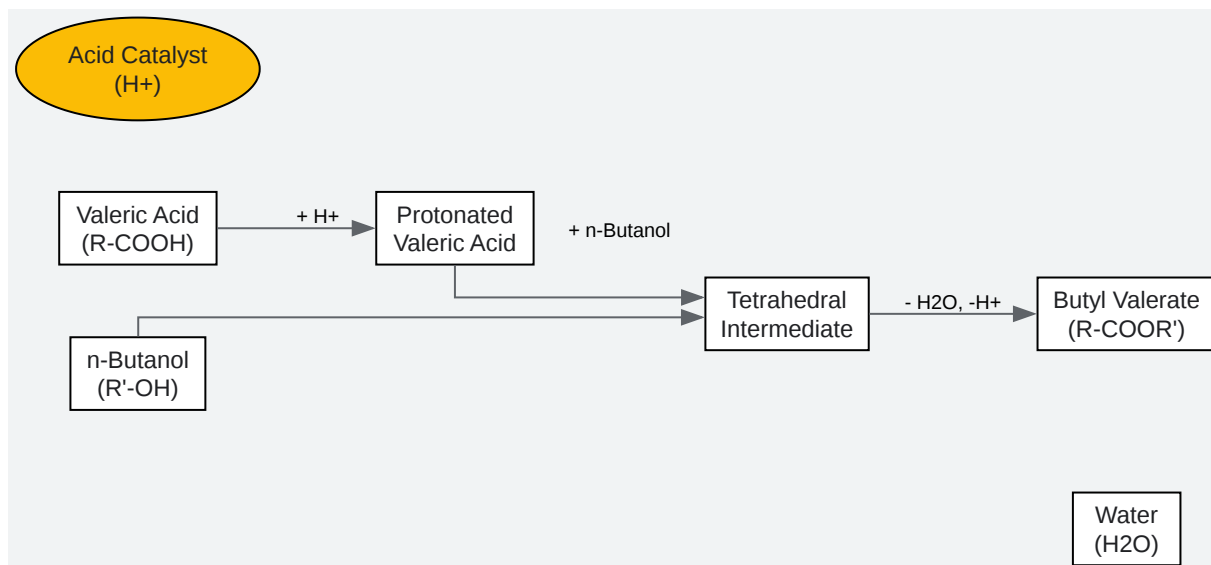 Acid Catalyst
(H+)
Valeric Acid
(R-COOH)
+ H+
Protonated
Valeric Acid
+ n-Butanol
n-Butanol
(R'-OH)
Tetrahedral
Intermediate
- H2O, -H+
Butyl Valerate
(R-COOR')
Water
(H2O)